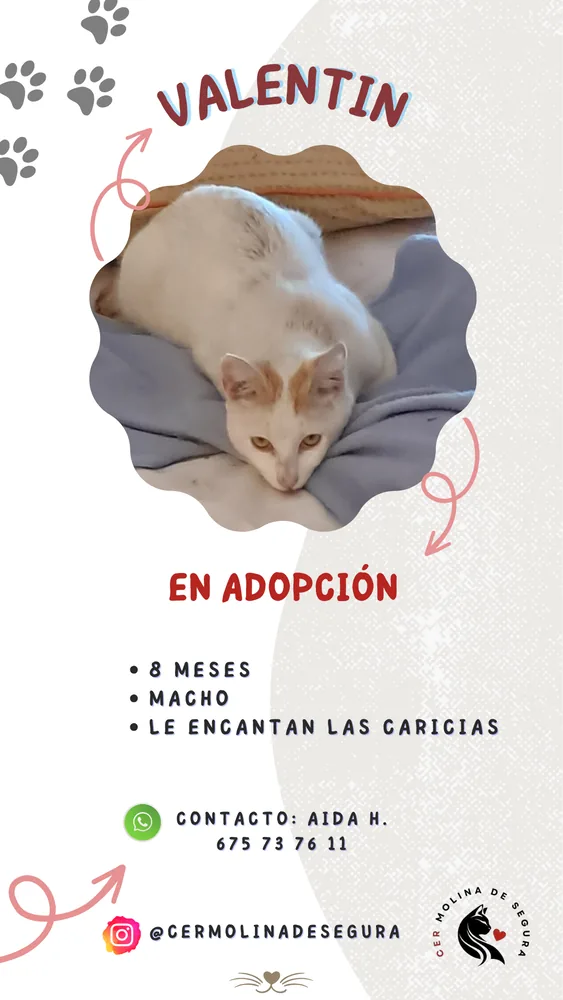 VALENTIN
EN ADOPCIÓN
• 8 MESES
• MACHO
• LE ENCANTAN LAS CARICIAS
CONTACTO: AIDA H.
675 73 76 11
@CERMOLINADESEGURA
CER MOLINA DE SEGURA